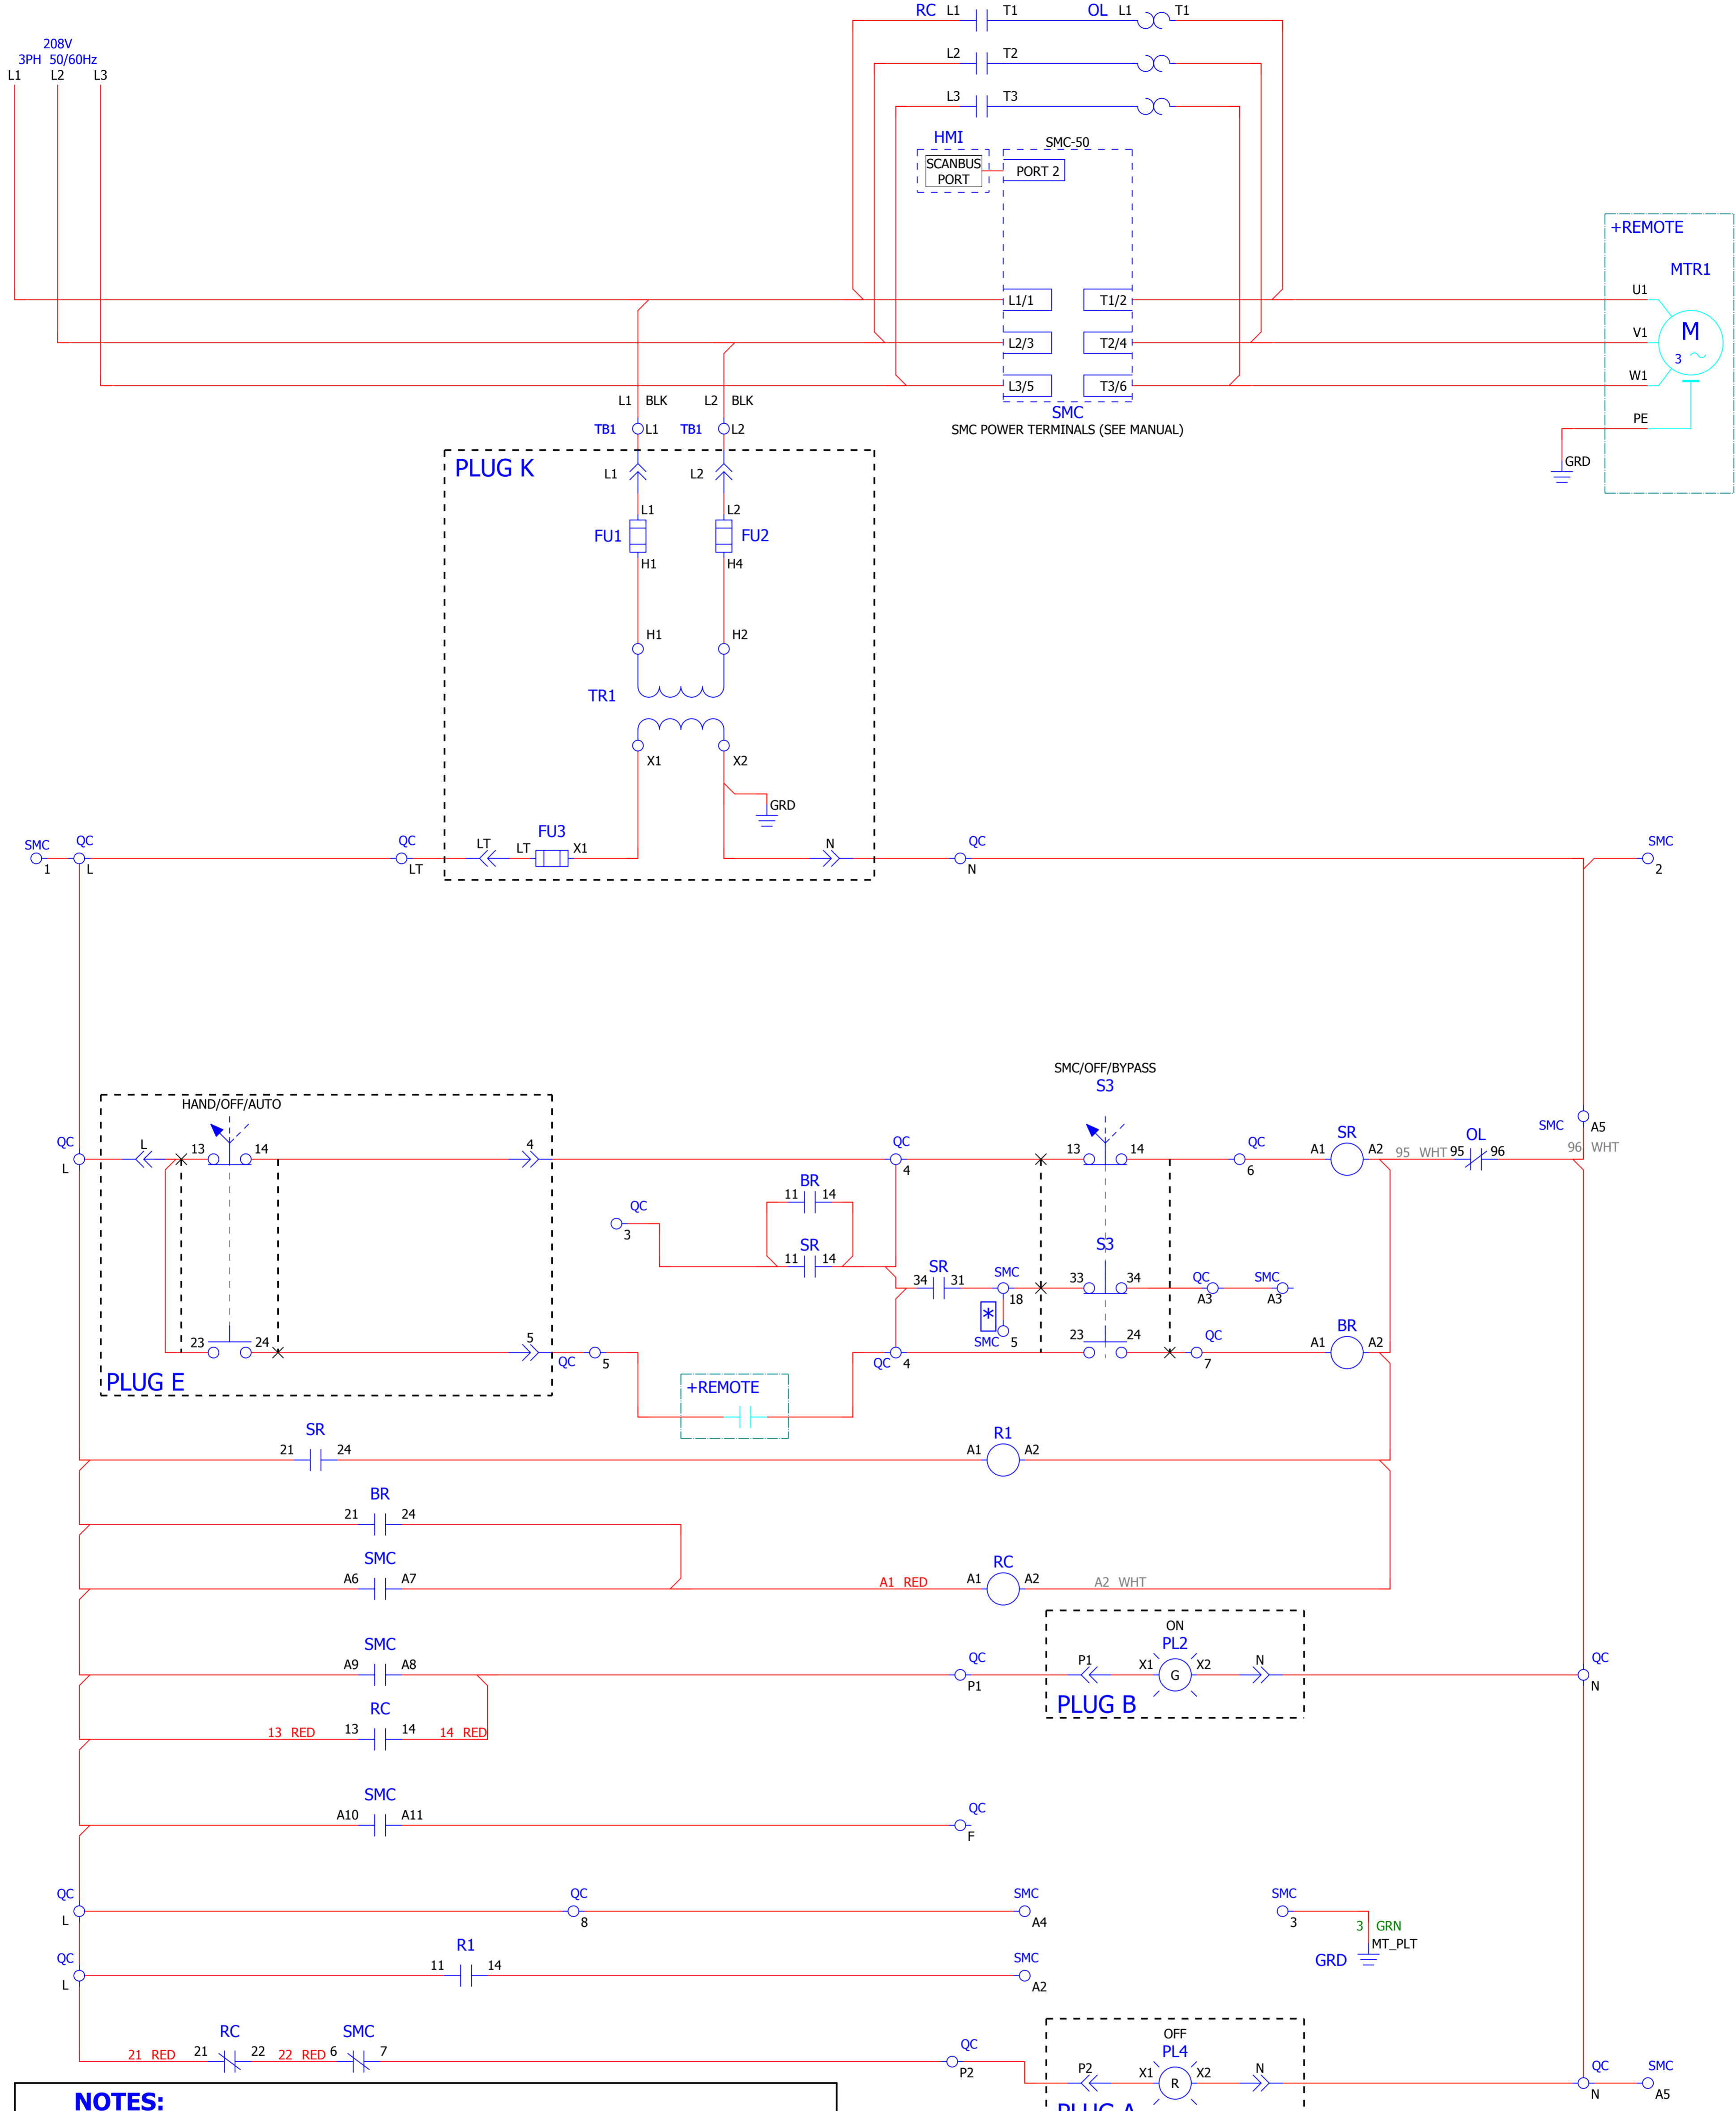 RC L1 T1 OL L1 T1
208V
3PH 50/60Hz
L1 L2 L3
L2 T2
L3 T3
HMI
SMC-50
SCANBUS
PORT
PORT 2
+REMOTE
MTR1
L1/1 T1/2 U1
L2/3 T2/4 V1
M
3
L3/5 T3/6 W1
L1 BLK L2 BLK
SMC
SMC POWER TERMINALS (SEE MANUAL)
PE
GRD
TB1 L1 TB1 L2
PLUG K
L1 L2
L1 L2
FU1 FU2
H1 H4
H1 H2
TR1
X1 X2
GRD
SMC QC QC LT LT FU3 X1 N QC SMC
1 L LT N 2
SMC/OFF/BYPASS
S3
HAND/OFF/AUTO
SMC A5
QC L 13 14 4 QC 13 14 QC SR A1 A2 95 WHT 95 OL 96 96 WHT
L 4 6
BR
11 14
QC
3
SR
11 14
S3
SR
34 31 SMC 33 34 QC SMC
18 A3 A3
*
SMC 5
23 24 5 23 24 QC BR A1 A2
QC 5 QC 4 7
PLUG E
+REMOTE
SR R1
21 24 A1 A2
BR
21 24
SMC RC
A6 A7 A1 RED A1 A2 A2 WHT
ON
SMC PL2
A9 A8 QC P1 P1 X1 G X2 N QC N
PLUG B
RC
13 RED 13 14 14 RED
SMC
A10 A11 QC
F
QC QC SMC SMC
L 8 A4 3
3 GRN
MT_PLT
GRD
QC R1 SMC
L 11 14 A2
OFF
RC SMC PL4
21 RED 21 22 22 RED 6 7 QC P2 P2 X1 R X2 N QC N SMC A5
NOTES:
PLUG A